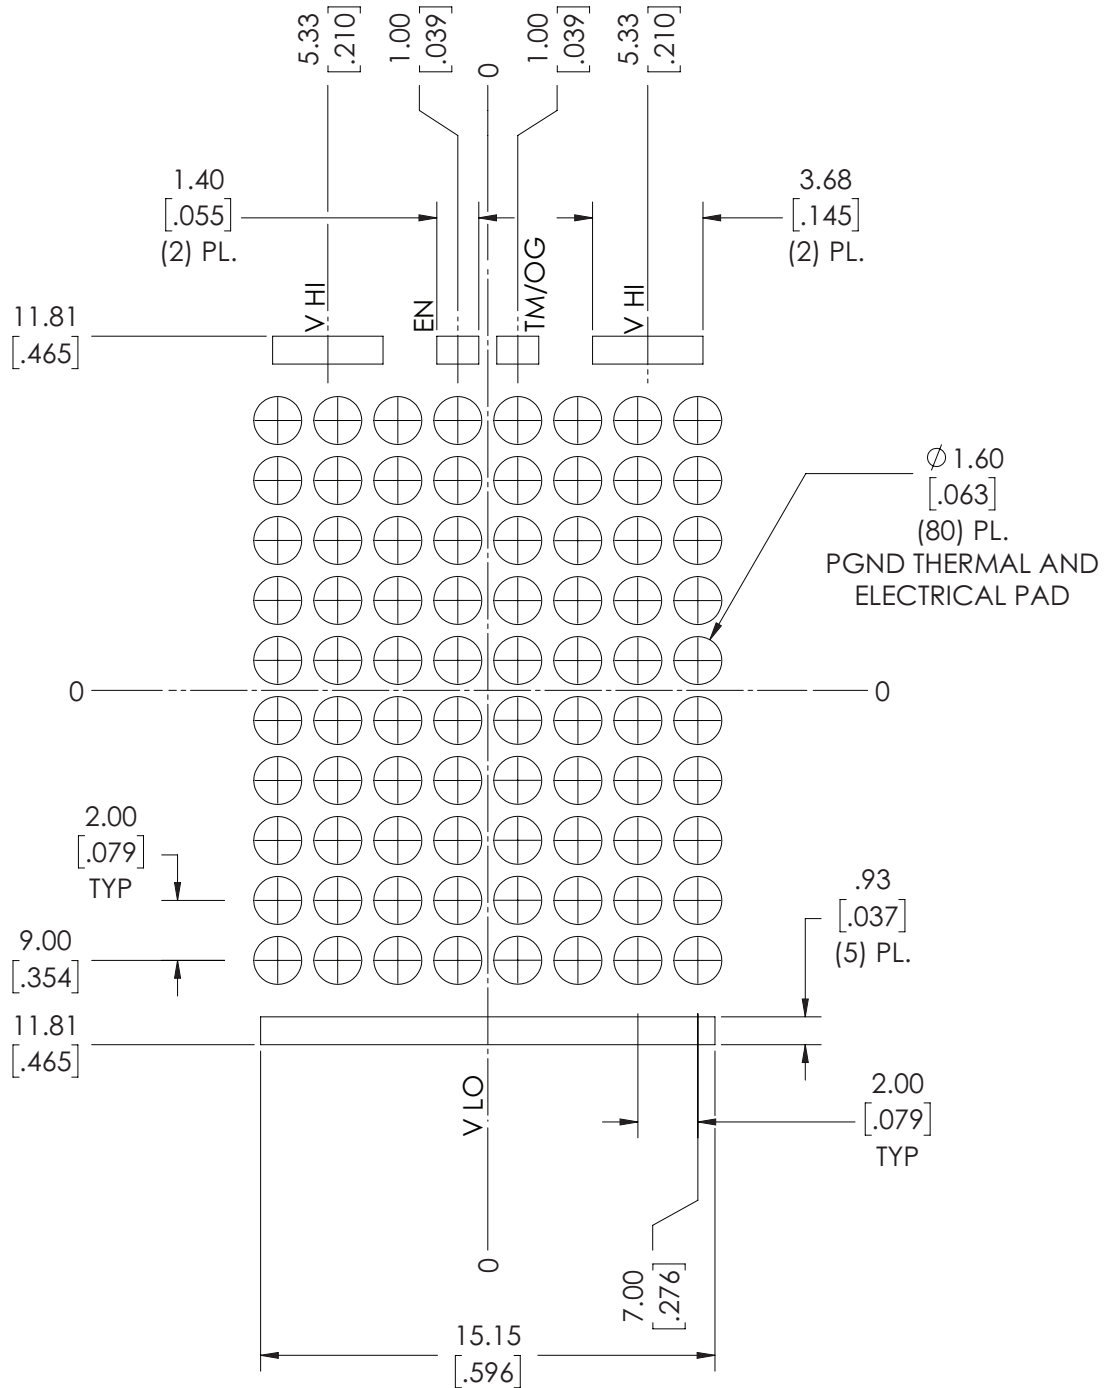 5.33
[.210]
1.00
[.039]
0
1.00
[.039]
5.33
[.210]
1.40
[.055]
(2) PL.
3.68
[.145]
(2) PL.
V HI
EN
TM/OG
V HI
11.81
[.465]
Ø 1.60
[.063]
(80) PL.
PGND THERMAL AND
ELECTRICAL PAD
0
0
2.00
[.079]
TYP
.93
[.037]
(5) PL.
9.00
[.354]
11.81
[.465]
V LO
2.00
[.079]
TYP
0
7.00
[.276]
15.15
[.596]